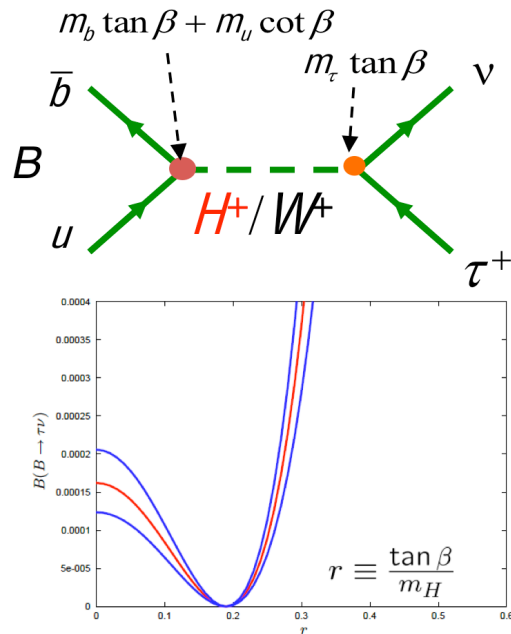 m_b tan β + m_u cot β
m_τ tan β
b̅
ν
B
H⁺/W⁺
u
τ⁺
0.0004
0.00035
0.0003
0.00025
0.0002
0.00015
0.0001
5e-005
0
B(B → τν)
r ≡ tan β / m_H
0 0.1 0.2 0.3 0.4 0.5 0.6
r